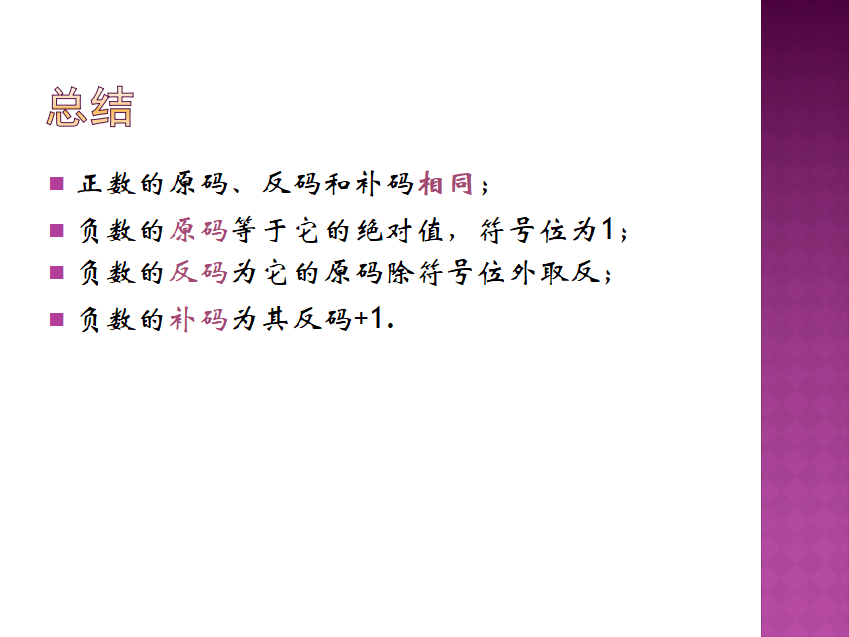 总结
正数的原码、反码和补码相同；
负数的原码等于它的绝对值，符号位为1；
负数的反码为它的原码除符号位外取反；
负数的补码为其反码+1.